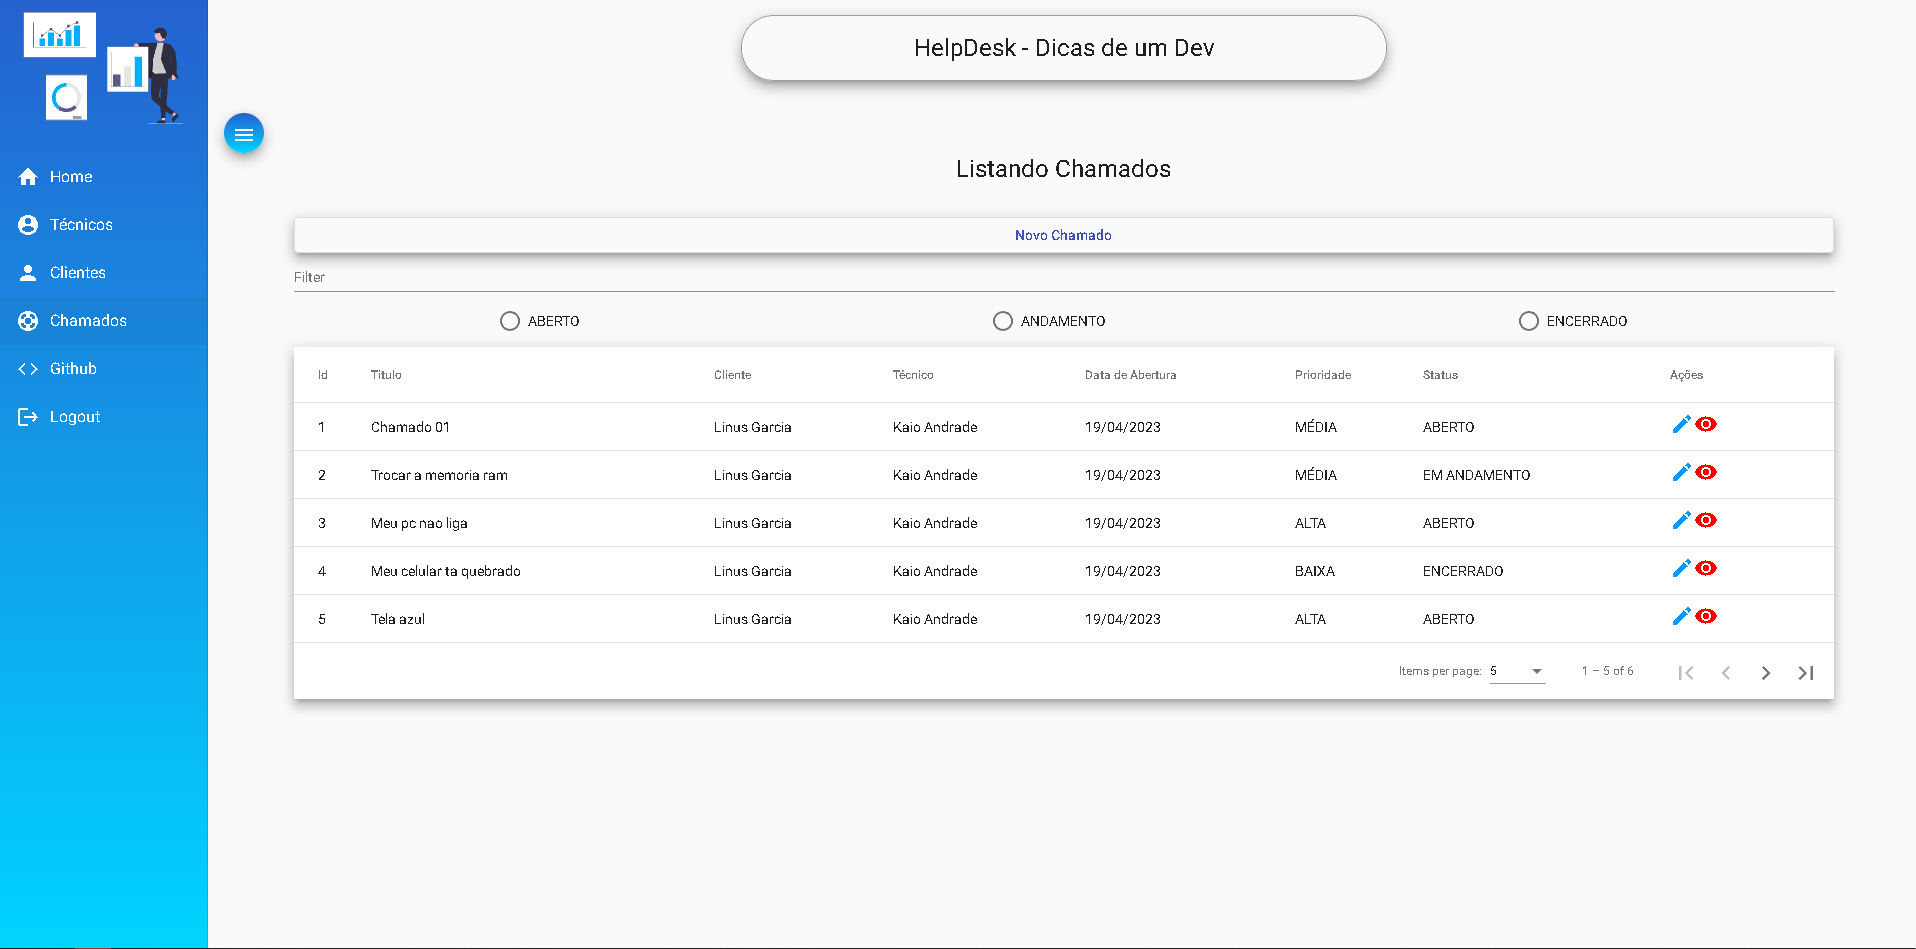 HelpDesk - Dicas de um Dev
Home
Técnicos
Clientes
Chamados
Github
Logout
Listando Chamados
Novo Chamado
Filter
ABERTO ANDAMENTO ENCERRADO
Id Titulo Cliente Técnico Data de Abertura Prioridade Status Ações
1 Chamado 01 Linus Garcia Kaio Andrade 19/04/2023 MÉDIA ABERTO
2 Trocar a memoria ram Linus Garcia Kaio Andrade 19/04/2023 MÉDIA EM ANDAMENTO
3 Meu pc nao liga Linus Garcia Kaio Andrade 19/04/2023 ALTA ABERTO
4 Meu celular ta quebrado Linus Garcia Kaio Andrade 19/04/2023 BAIXA ENCERRADO
5 Tela azul Linus Garcia Kaio Andrade 19/04/2023 ALTA ABERTO
Items per page: 5 1 – 5 of 6